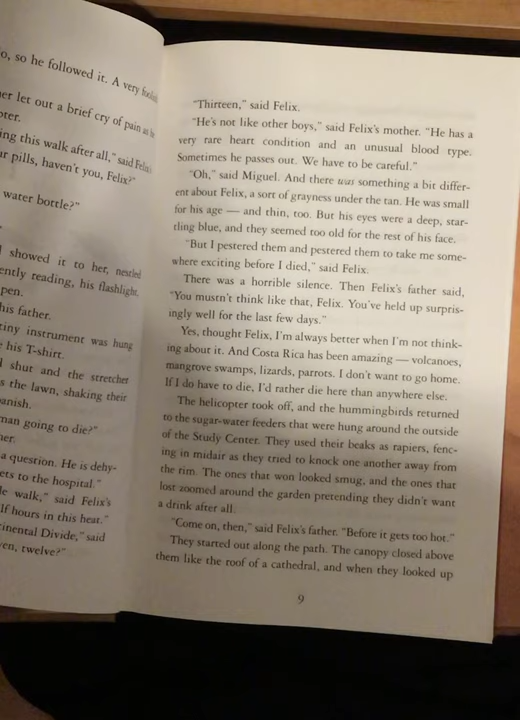 o, so he followed it. A very
er let out a brief cry of pain as he
oter.
ing this walk after all," said Felix's
ur pills, haven't you, Felix?"
water bottle?"
showed it to her, nestled
ently reading, his flashlight,
pen.
his father.
tiny instrument was hung
his T-shirt.
shut and the stretcher
s the lawn, shaking their
panish.
man going to die?"
ner.
a question. He is dehy-
ets to the hospital."
le walk," said Felix's
lf hours in this heat."
tinental Divide," said
ven, twelve?"
"Thirteen," said Felix.
"He's not like other boys," said Felix's mother. "He has a
very rare heart condition and an unusual blood type.
Sometimes he passes out. We have to be careful."
"Oh," said Miguel. And there was something a bit differ-
ent about Felix, a sort of grayness under the tan. He was small
for his age — and thin, too. But his eyes were a deep, star-
tling blue, and they seemed too old for the rest of his face.
"But I pestered them and pestered them to take me some-
where exciting before I died," said Felix.
There was a horrible silence. Then Felix's father said,
"You mustn't think like that, Felix. You've held up surpris-
ingly well for the last few days."
Yes, thought Felix, I'm always better when I'm not think-
ing about it. And Costa Rica has been amazing — volcanoes,
mangrove swamps, lizards, parrots. I don't want to go home.
If I do have to die, I'd rather die here than anywhere else.
The helicopter took off, and the hummingbirds returned
to the sugar-water feeders that were hung around the outside
of the Study Center. They used their beaks as rapiers, fenc-
ing in midair as they tried to knock one another away from
the rim. The ones that won looked smug, and the ones that
lost zoomed around the garden pretending they didn't want
a drink after all.
"Come on, then," said Felix's father. "Before it gets too hot."
They started out along the path. The canopy closed above
them like the roof of a cathedral, and when they looked up
9